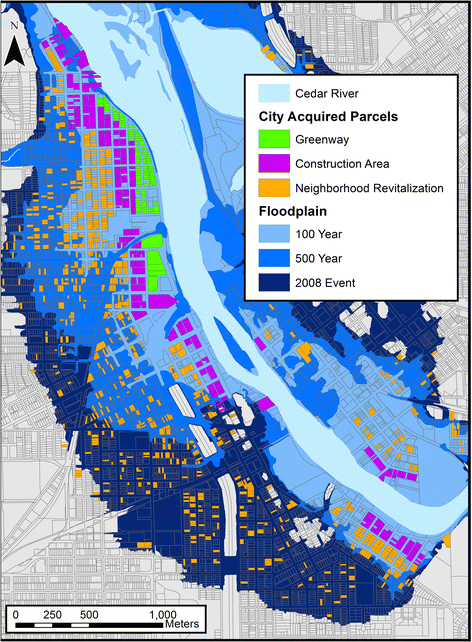 N
Cedar River
City Acquired Parcels
Greenway
Construction Area
Neighborhood Revitalization
Floodplain
100 Year
500 Year
2008 Event
0 250 500 1,000
Meters